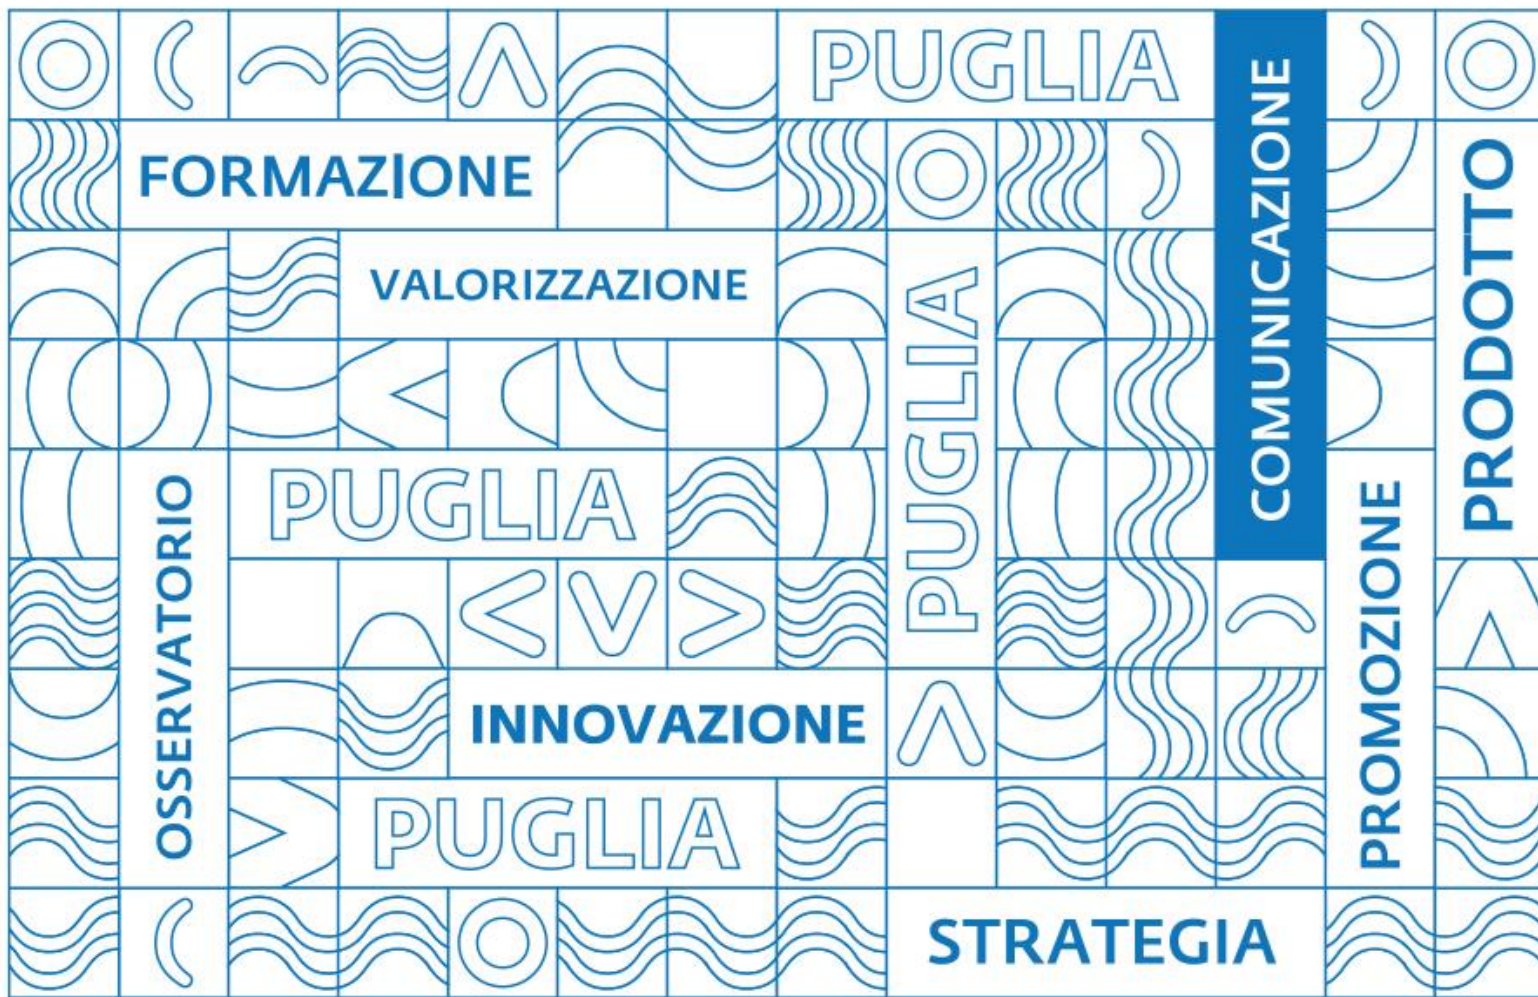 PUGLIA
FORMAZIONE
COMUNICAZIONE
PRODOTTO
VALORIZZAZIONE
PUGLIA
PUGLIA
OSSERVATORIO
PROMOZIONE
INNOVAZIONE
PUGLIA
STRATEGIA